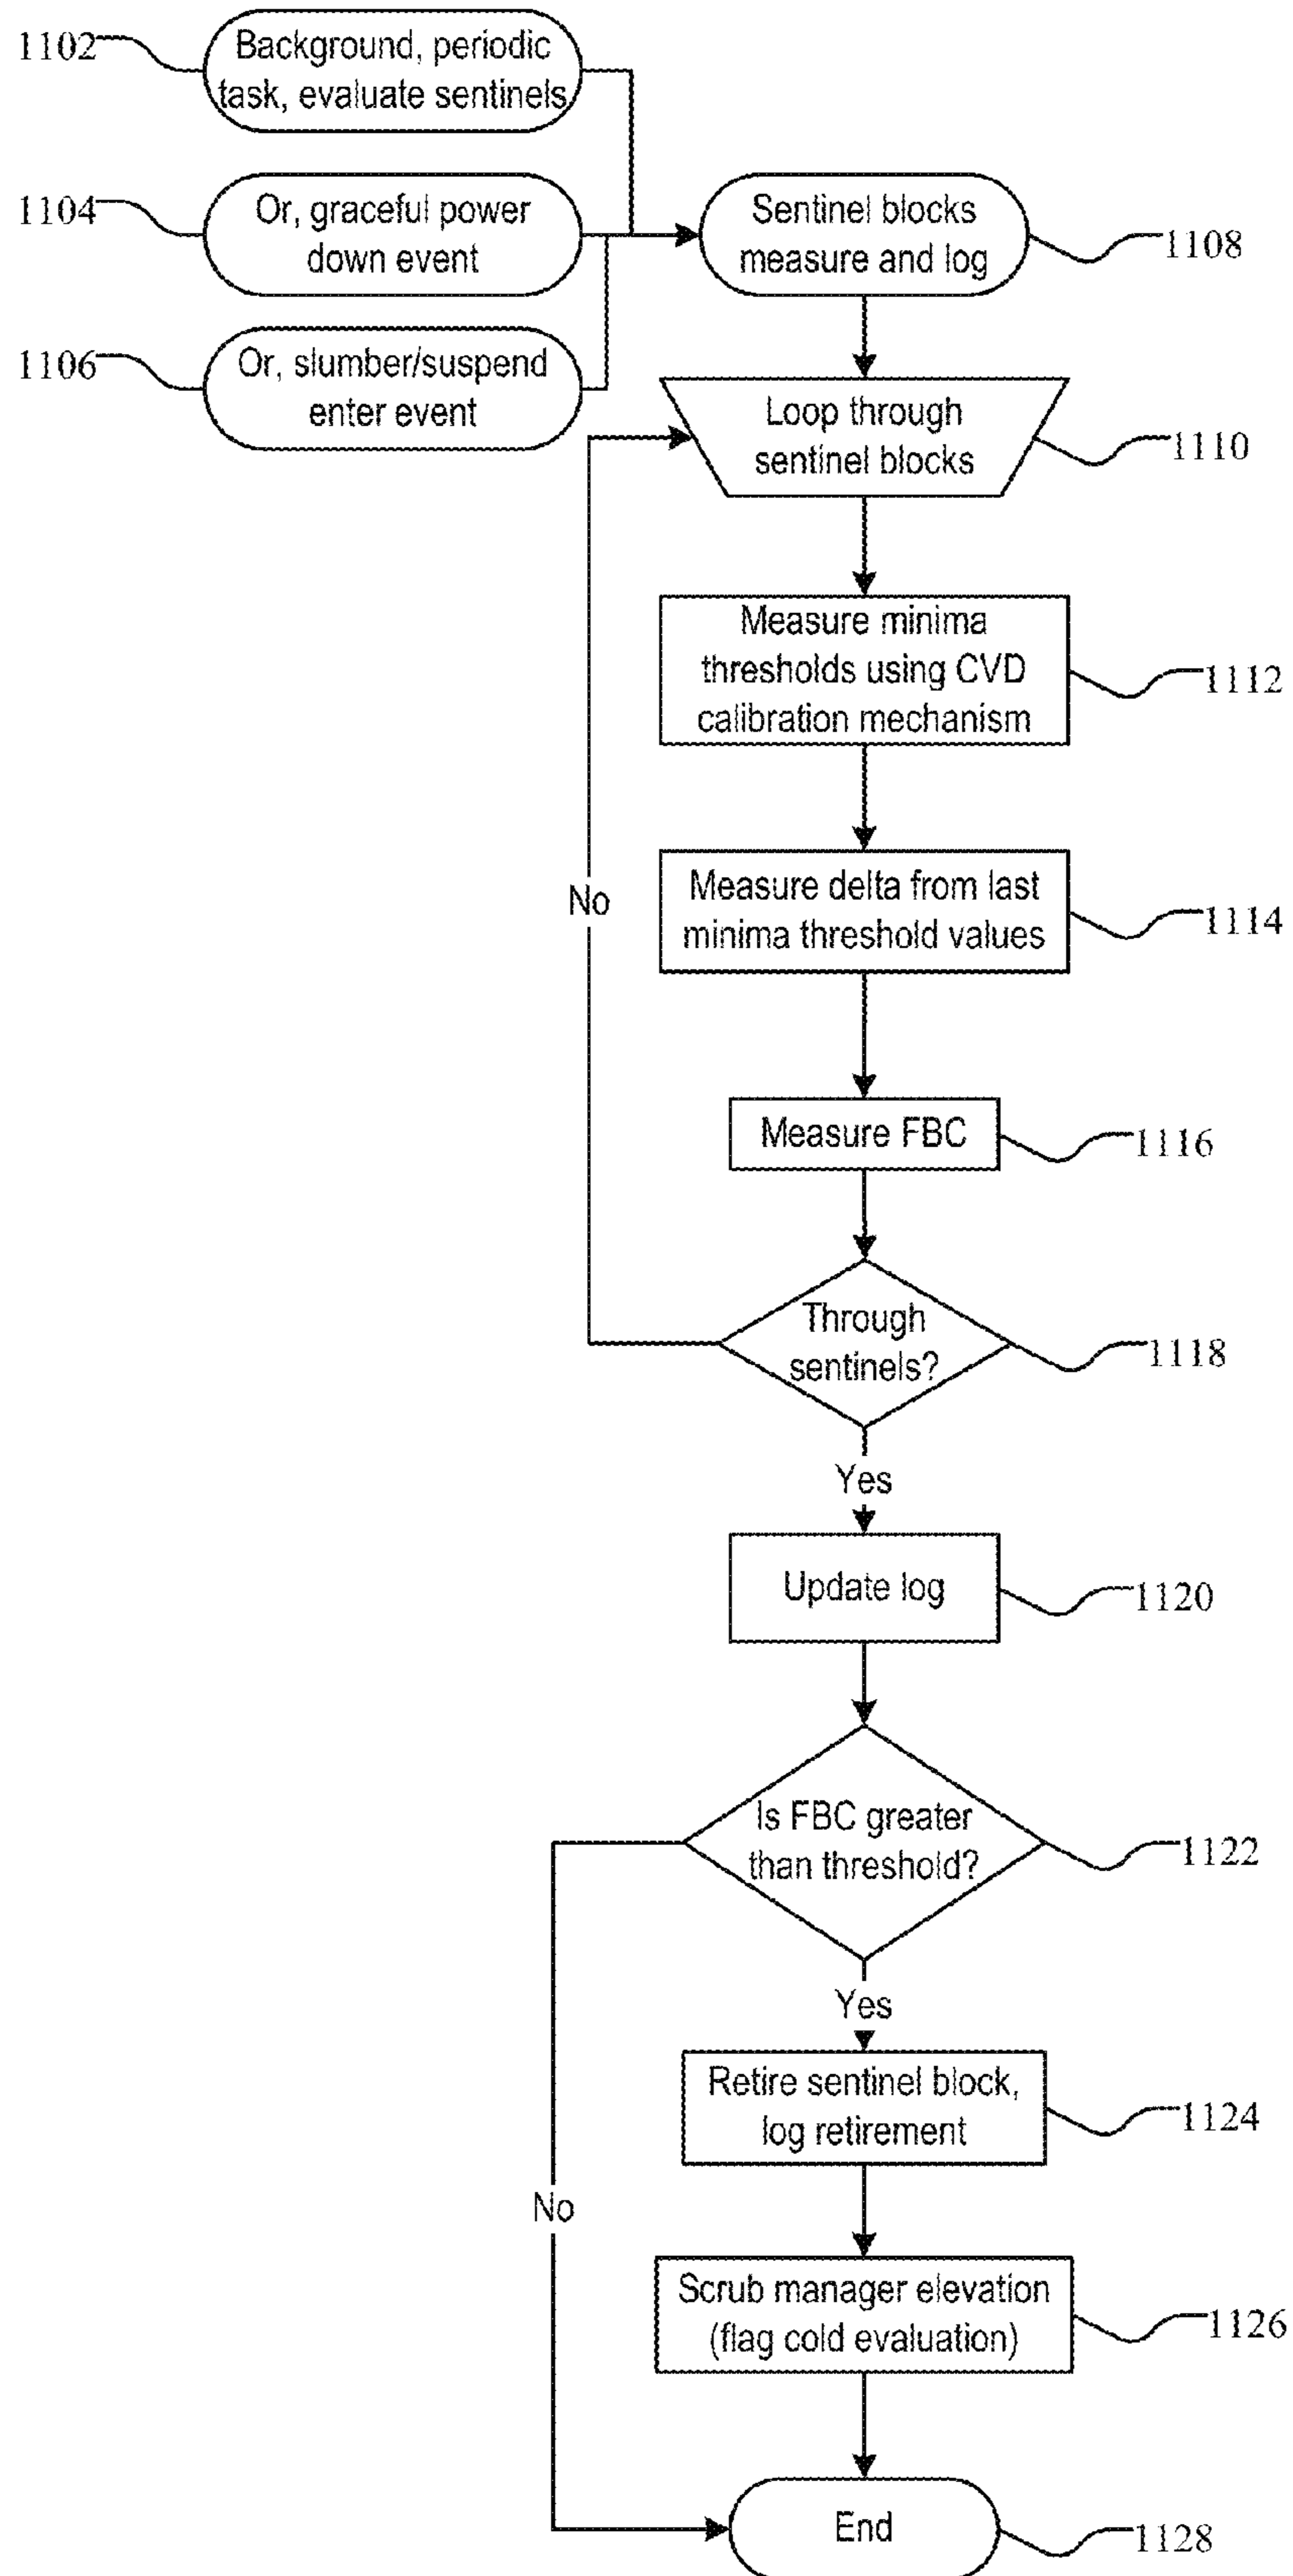 1102
Background, periodic
task, evaluate sentinels
1104
Or, graceful power
down event
1106
Or, slumber/suspend
enter event
Sentinel blocks
measure and log
1108
Loop through
sentinel blocks
1110
Measure minima
thresholds using CVD
calibration mechanism
1112
Measure delta from last
minima threshold values
1114
No
Measure FBC
1116
Through
sentinels?
1118
Yes
Update log
1120
Is FBC greater
than threshold?
1122
Yes
Retire sentinel block,
log retirement
1124
No
Scrub manager elevation
(flag cold evaluation)
1126
End
1128